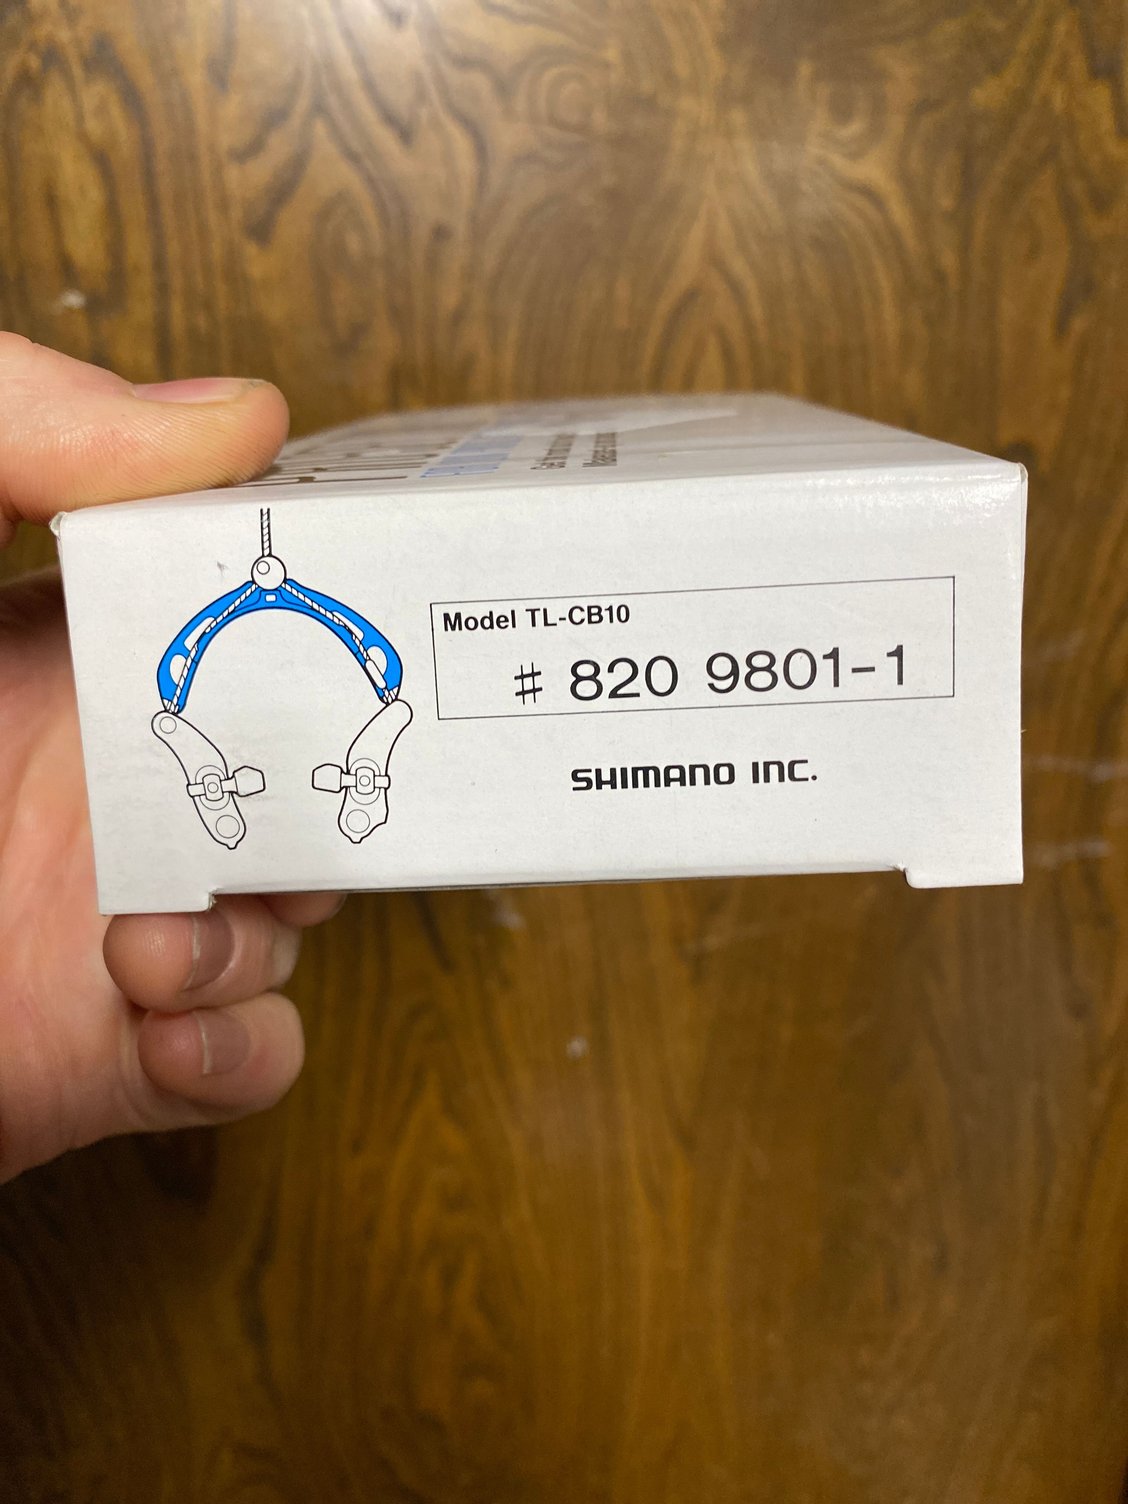 Model TL-CB10
# 820 9801-1
SHIMANO INC.